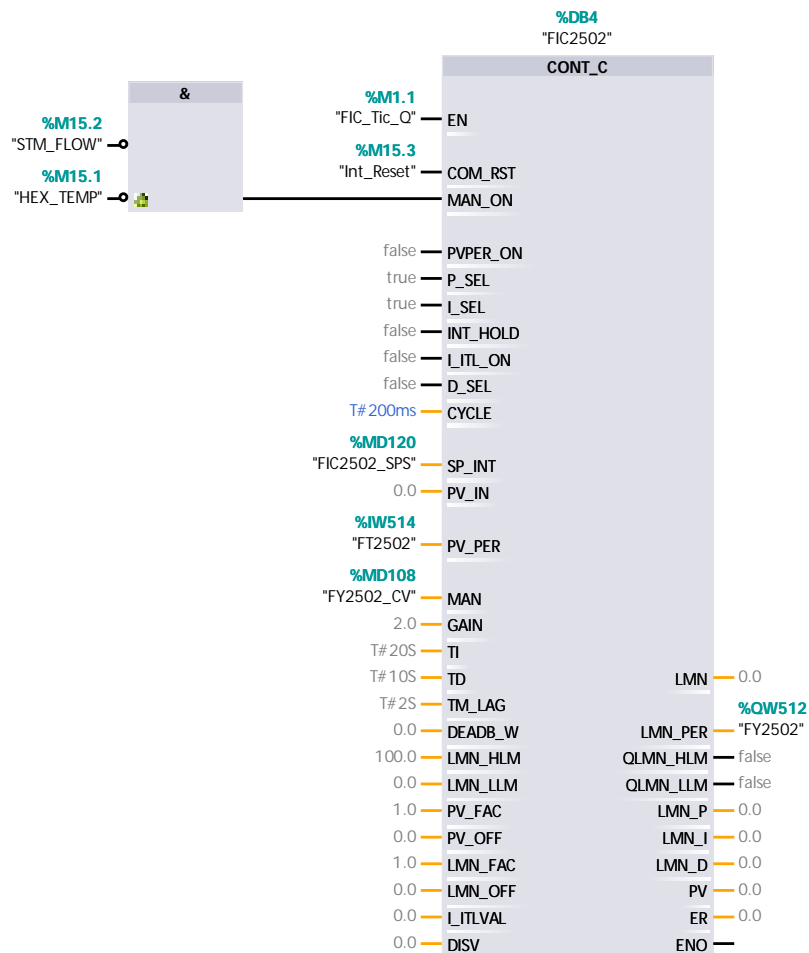 %DB4
"FIC2502"
CONT_C
&
%M15.2
"STM_FLOW"
%M15.1
"HEX_TEMP"
%M1.1
"FIC_Tic_Q"
EN
%M15.3
"Int_Reset"
COM_RST
MAN_ON
false PVPER_ON
true P_SEL
true I_SEL
false INT_HOLD
false I_ITL_ON
false D_SEL
T#200ms CYCLE
%MD120
"FIC2502_SPS" SP_INT
0.0 PV_IN
%IW514
"FT2502" PV_PER
%MD108
"FY2502_CV" MAN
2.0 GAIN
T#20S TI
T#10S TD LMN 0.0
T#2S TM_LAG
%QW512
0.0 DEADB_W LMN_PER "FY2502"
100.0 LMN_HLM QLMN_HLM false
0.0 LMN_LLM QLMN_LLM false
1.0 PV_FAC LMN_P 0.0
0.0 PV_OFF LMN_I 0.0
1.0 LMN_FAC LMN_D 0.0
0.0 LMN_OFF PV 0.0
0.0 I_ITLVAL ER 0.0
0.0 DISV ENO